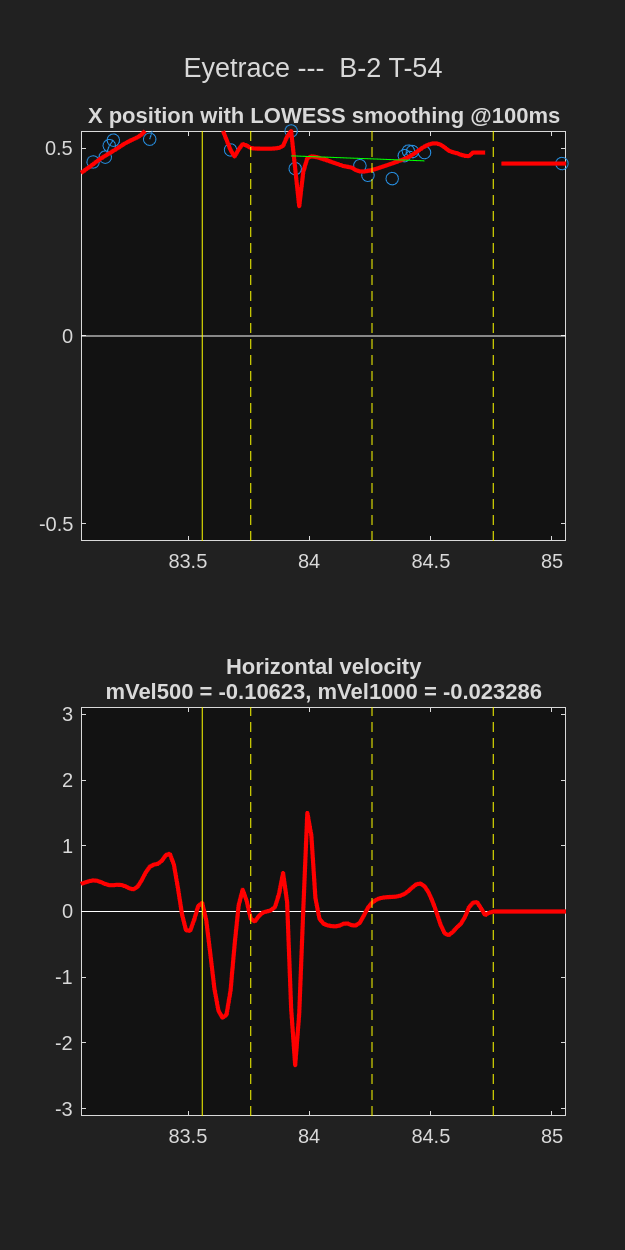 Eyetrace --- B-2 T-54
X position with LOWESS smoothing @100ms
0.5
0
-0.5
83.5 84 84.5 85
Horizontal velocity
mVel500 = -0.10623, mVel1000 = -0.023286
3
2
1
0
-1
-2
-3
83.5 84 84.5 85